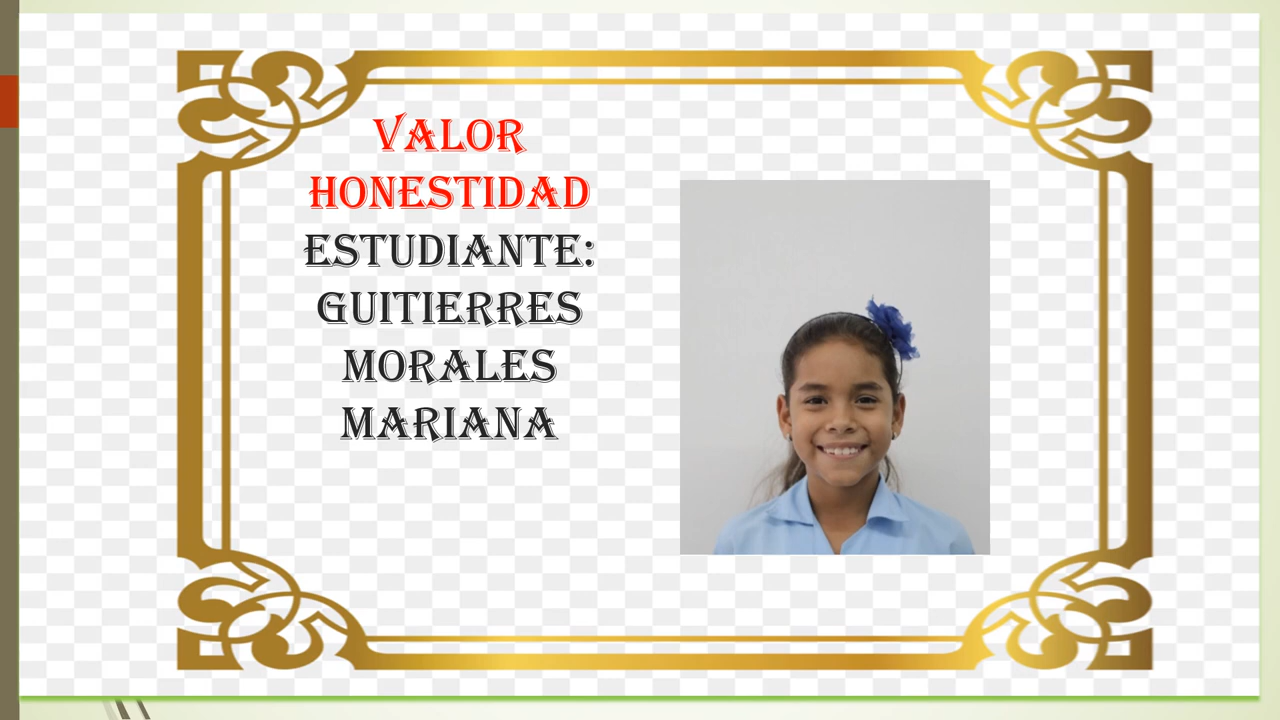 VALOR
HONESTIDAD
ESTUDIANTE:
GUITIERRES
MORALES
MARIANA